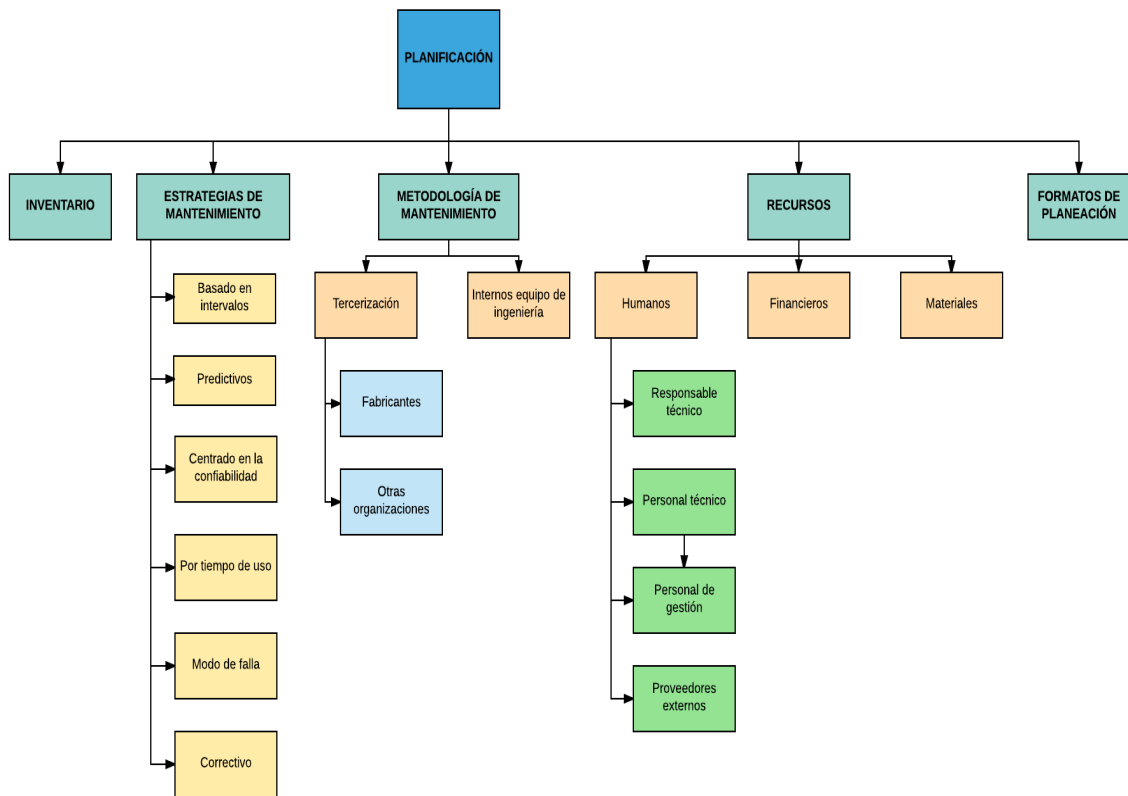 PLANIFICACIÓN
INVENTARIO
ESTRATEGIAS DE
MANTENIMIENTO
METODOLOGÍA DE
MANTENIMIENTO
RECURSOS
FORMATOS DE
PLANEACIÓN
Basado en
intervalos
Predictivos
Centrado en la
confiabilidad
Por tiempo de uso
Modo de falla
Correctivo
Tercerización
Internos equipo de
ingeniería
Fabricantes
Otras
organizaciones
Humanos
Financieros
Materiales
Responsable
técnico
Personal técnico
Personal de
gestión
Proveedores
externos